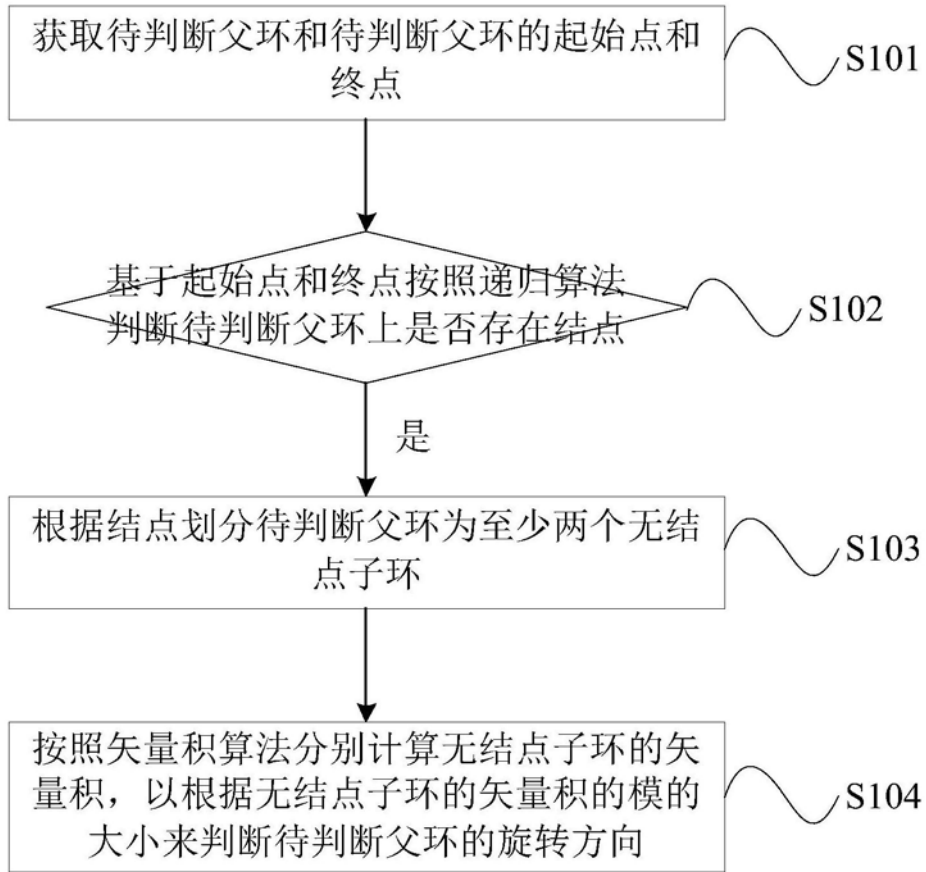 获取待判断父环和待判断父环的起始点和
终点
S101
基于起始点和终点按照递归算法
判断待判断父环上是否存在结点
S102
是
根据结点划分待判断父环为至少两个无结
点子环
S103
按照矢量积算法分别计算无结点子环的矢
量积，以根据无结点子环的矢量积的模的
大小来判断待判断父环的旋转方向
S104